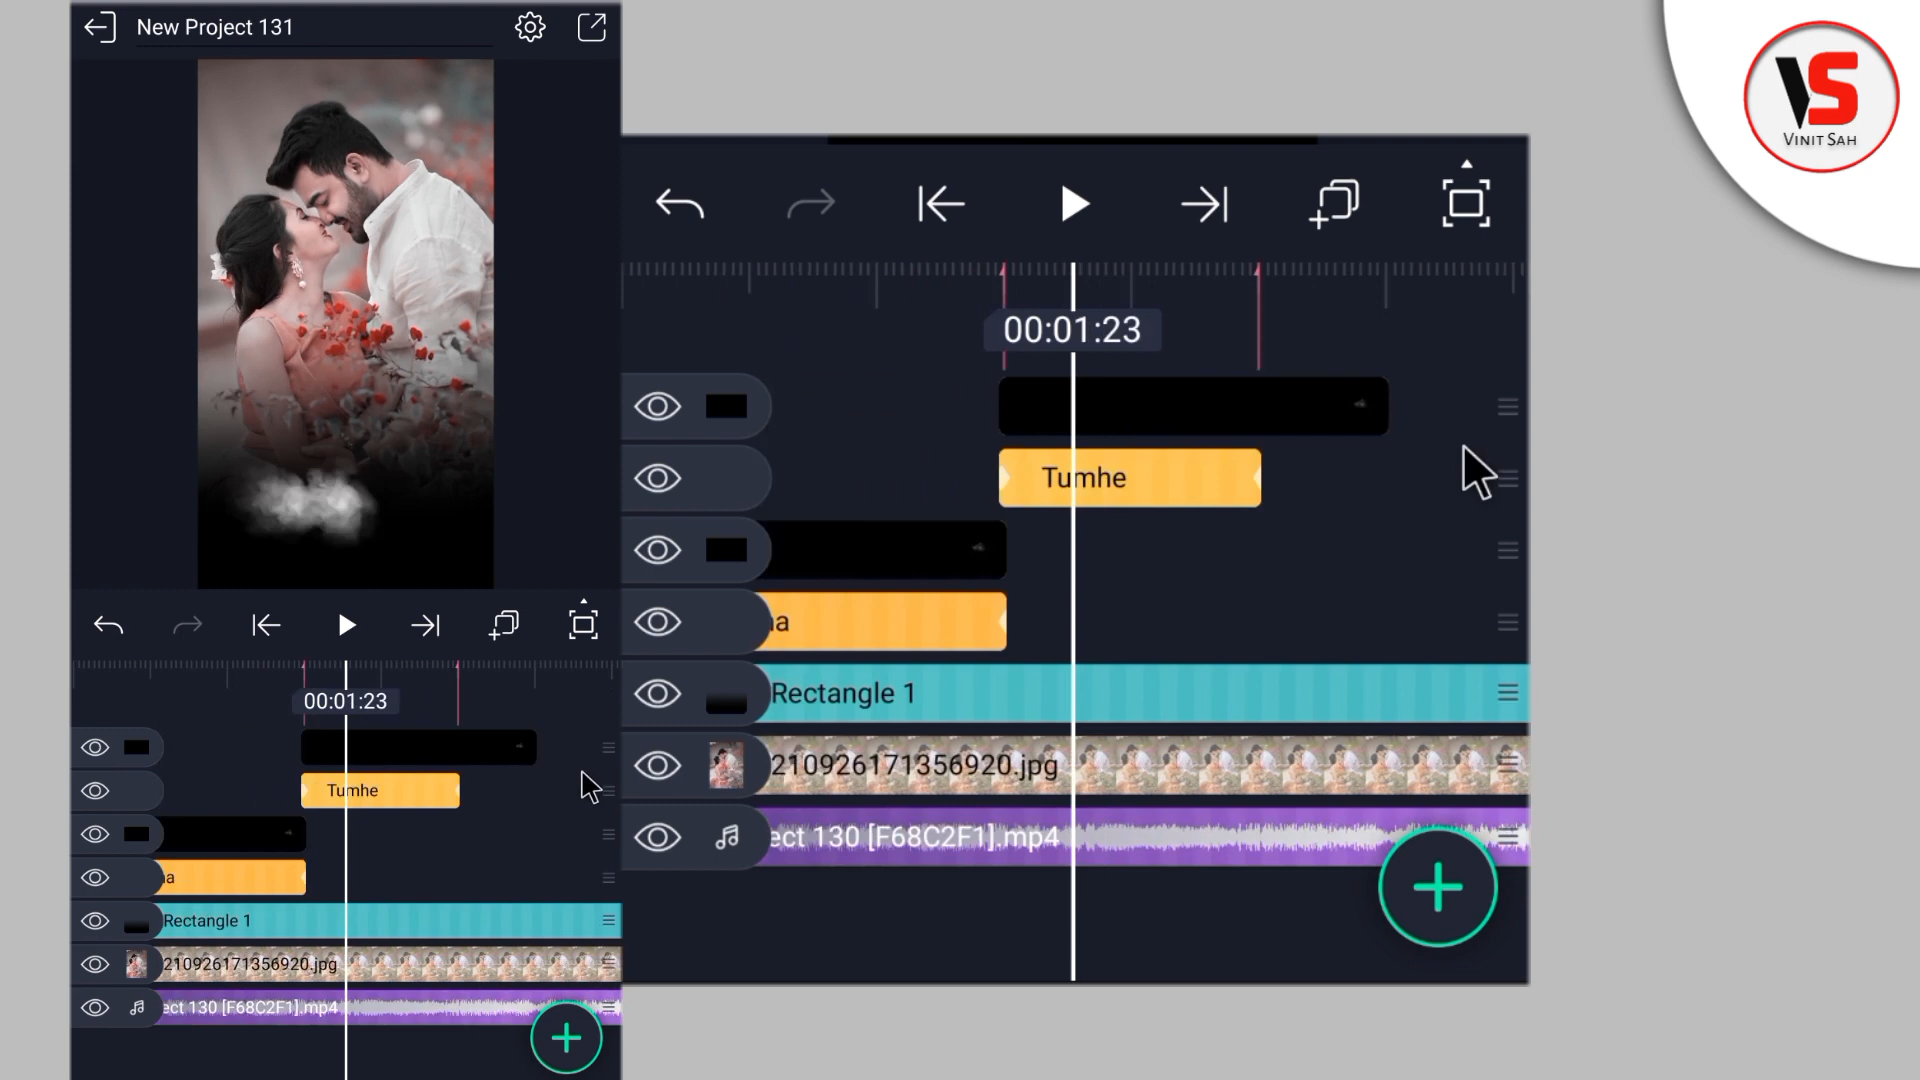 New Project 131
VS
VINIT SAH
00:01:23
Tumhe
a
Rectangle 1
210926171356920.jpg
ect 130 [F68C2F1].mp4
00:01:23
Tumhe
a
Rectangle 1
210926171356920.jpg
ect 130 [F68C2F1].mp4